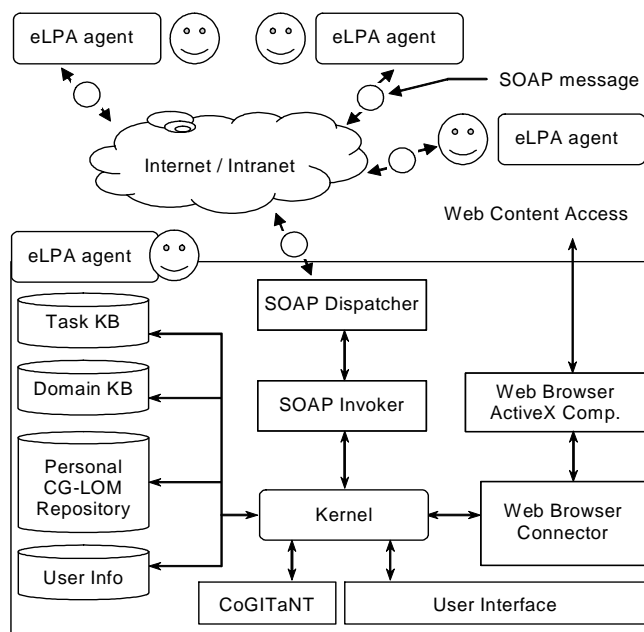 eLPA agent
eLPA agent
SOAP message
eLPA agent
Internet / Intranet
Web Content Access
eLPA agent
SOAP Dispatcher
Task KB
Domain KB
SOAP Invoker
Web Browser
ActiveX Comp.
Personal
CG-LOM
Repository
Kernel
Web Browser
Connector
User Info
CoGITaNT
User Interface